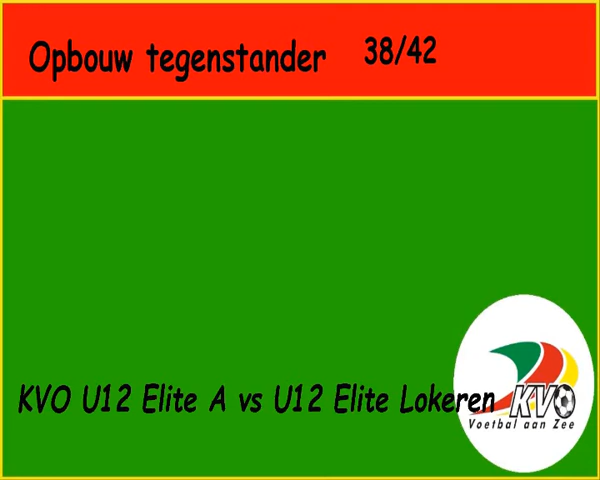 Opbouw tegenstander 38/42
KVO U12 Elite A vs U12 Elite Lokeren
KVO
Voetbal aan Zee